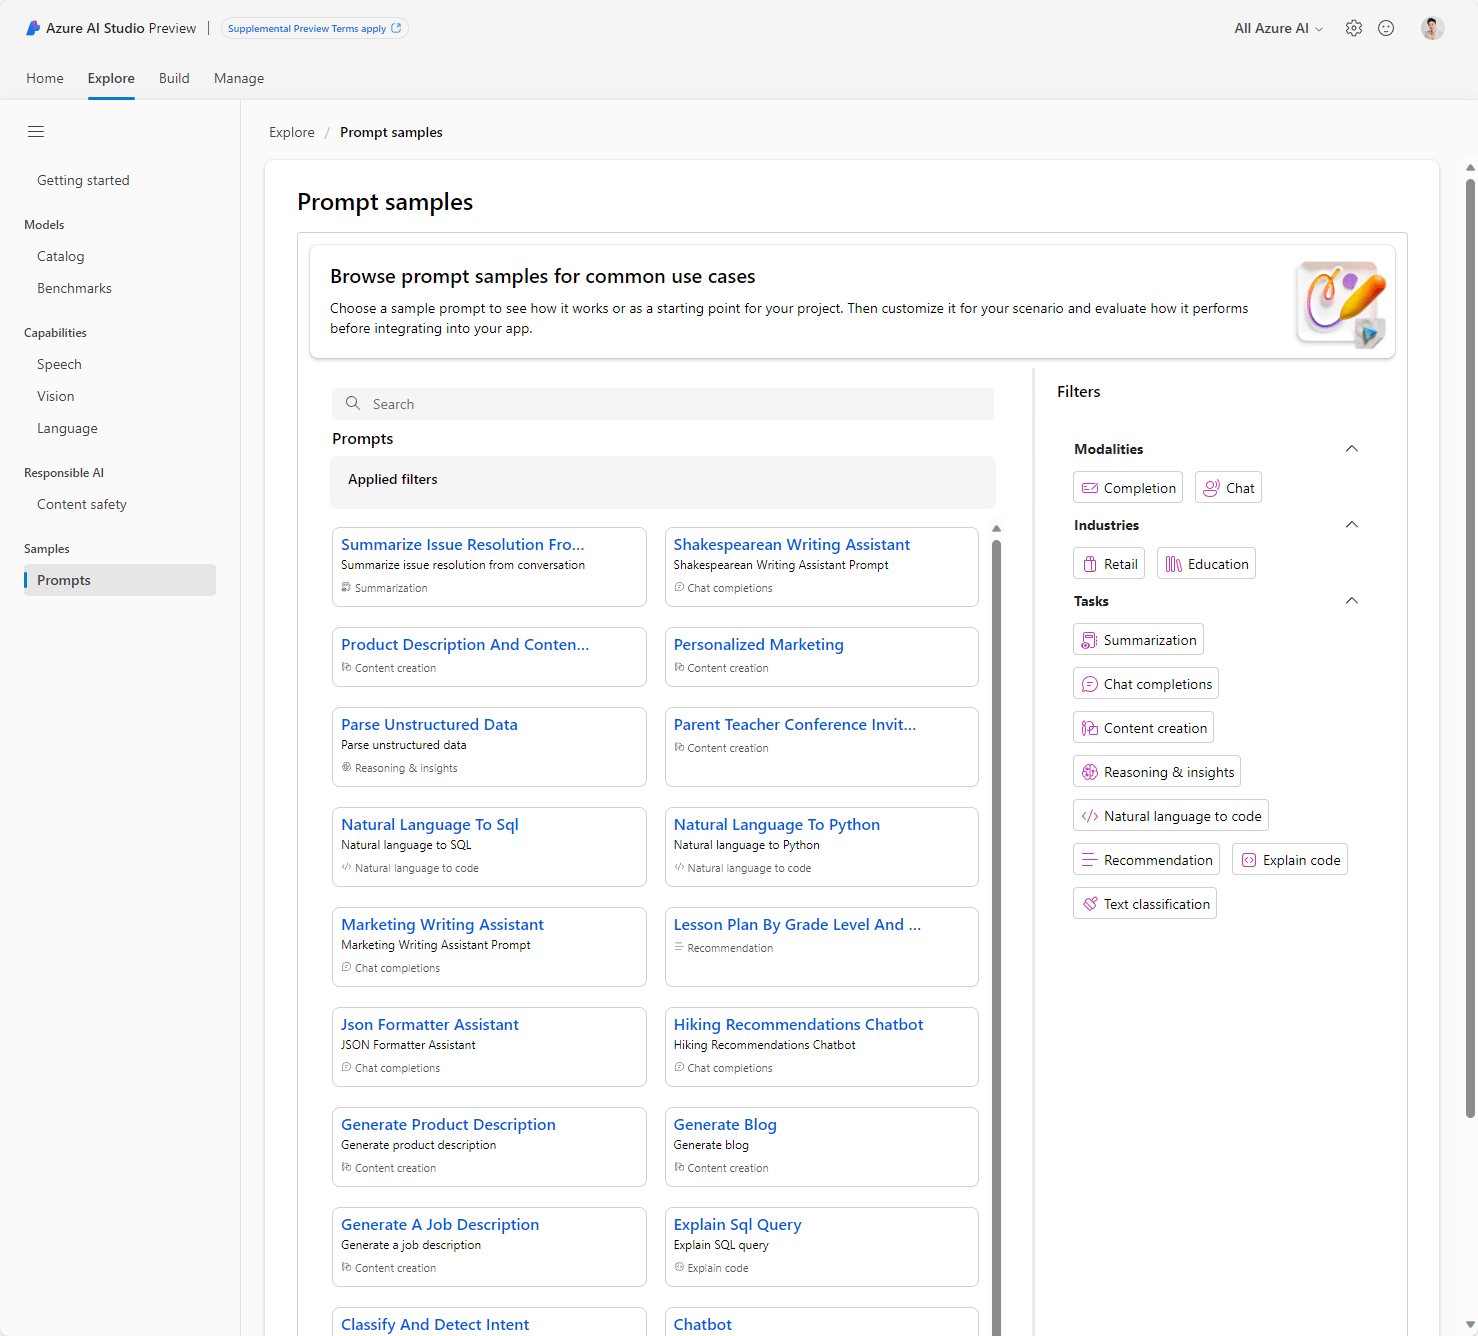 Azure AI Studio Preview | Supplemental Preview Terms apply
All Azure AI
Home Explore Build Manage
Explore / Prompt samples
Getting started
Models
Catalog
Benchmarks
Capabilities
Speech
Vision
Language
Responsible AI
Content safety
Samples
Prompts
Prompt samples
Browse prompt samples for common use cases
Choose a sample prompt to see how it works or as a starting point for your project. Then customize it for your scenario and evaluate how it performs
before integrating into your app.
Search
Prompts
Applied filters
Summarize Issue Resolution Fro...
Summarize issue resolution from conversation
Summarization
Shakespearean Writing Assistant
Shakespearean Writing Assistant Prompt
Chat completions
Product Description And Conten...
Content creation
Personalized Marketing
Content creation
Parse Unstructured Data
Parse unstructured data
Reasoning & insights
Parent Teacher Conference Invit...
Content creation
Natural Language To Sql
Natural language to SQL
Natural language to code
Natural Language To Python
Natural language to Python
Natural language to code
Marketing Writing Assistant
Marketing Writing Assistant Prompt
Chat completions
Lesson Plan By Grade Level And ...
Recommendation
Json Formatter Assistant
JSON Formatter Assistant
Chat completions
Hiking Recommendations Chatbot
Hiking Recommendations Chatbot
Chat completions
Generate Product Description
Generate product description
Content creation
Generate Blog
Generate blog
Content creation
Generate A Job Description
Generate a job description
Content creation
Explain Sql Query
Explain SQL query
Explain code
Classify And Detect Intent
Chatbot
Filters
Modalities
Completion Chat
Industries
Retail Education
Tasks
Summarization
Chat completions
Content creation
Reasoning & insights
Natural language to code
Recommendation Explain code
Text classification